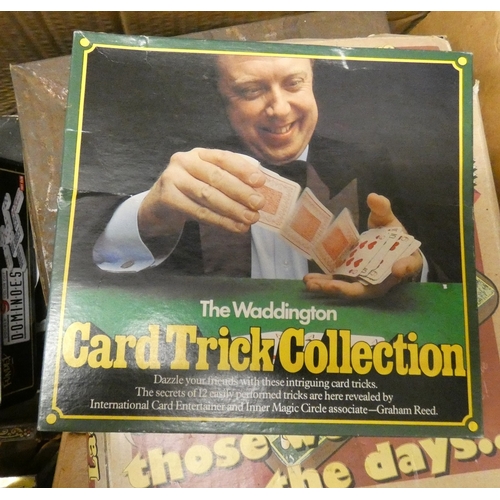 The Waddington
Card Trick Collection
Dazzle your friends with these intriguing card tricks.
The secrets of 12 easily performed tricks are here revealed by
International Card Entertainer and Inner Magic Circle associate—Graham Reed.
DOMINOES
those
the days..